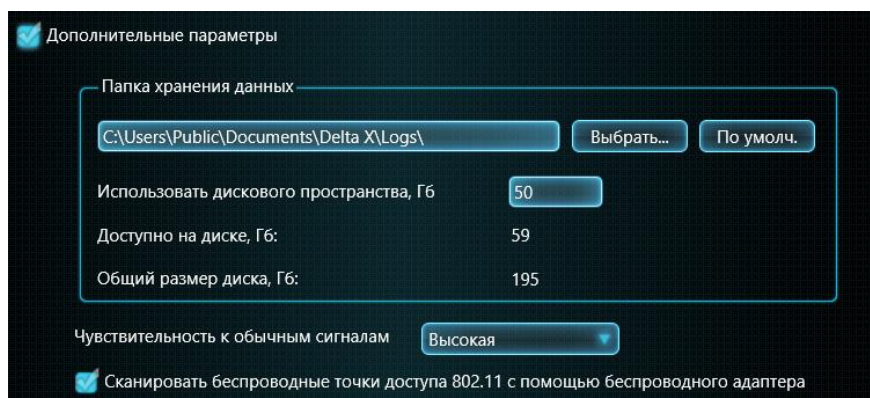 Дополнительные параметры
Папка хранения данных
C:\Users\Public\Documents\Delta X\Logs\ Выбрать... По умолч.
Использовать дискового пространства, Гб 50
Доступно на диске, Гб: 59
Общий размер диска, Гб: 195
Чувствительность к обычным сигналам Высокая
Сканировать беспроводные точки доступа 802.11 с помощью беспроводного адаптера